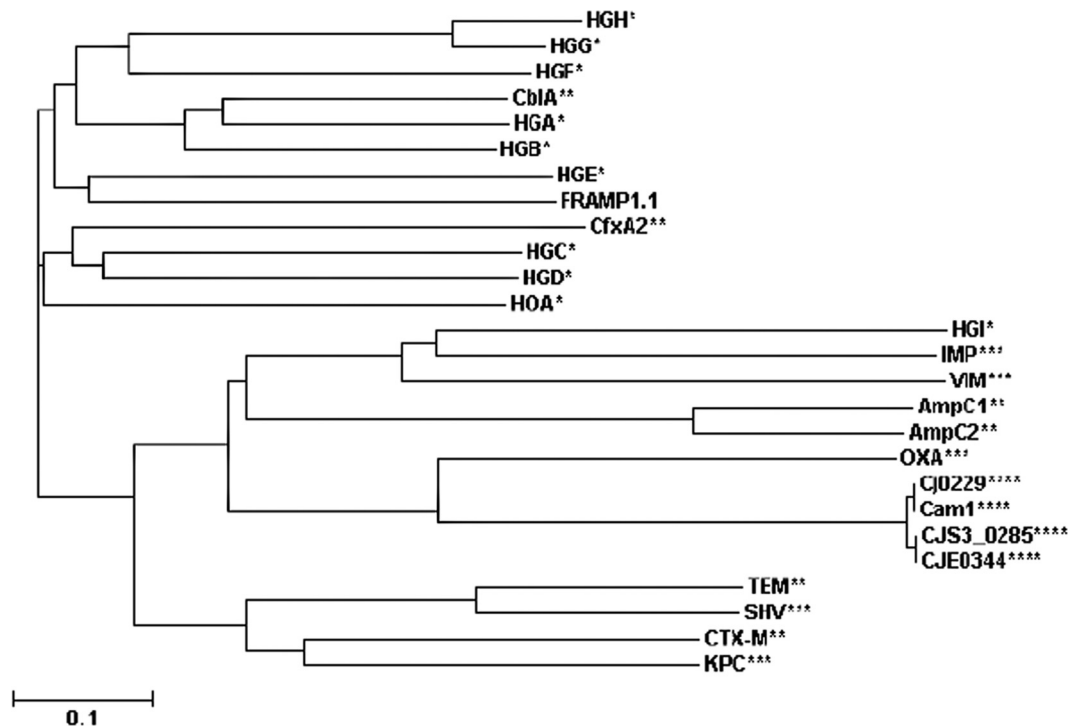 HGH*
HGG*
HGF*
CblA**
HGA*
HGB*
HGE*
FRAMP1.1
CfxA2**
HGC*
HGD*
HOA*
HGI*
IMP***
VIM***
AmpC1**
AmpC2**
OXA***
CJ0229****
Cam1****
CJS3_0285****
CJE0344****
TEM**
SHV***
CTX-M**
KPC***
0.1